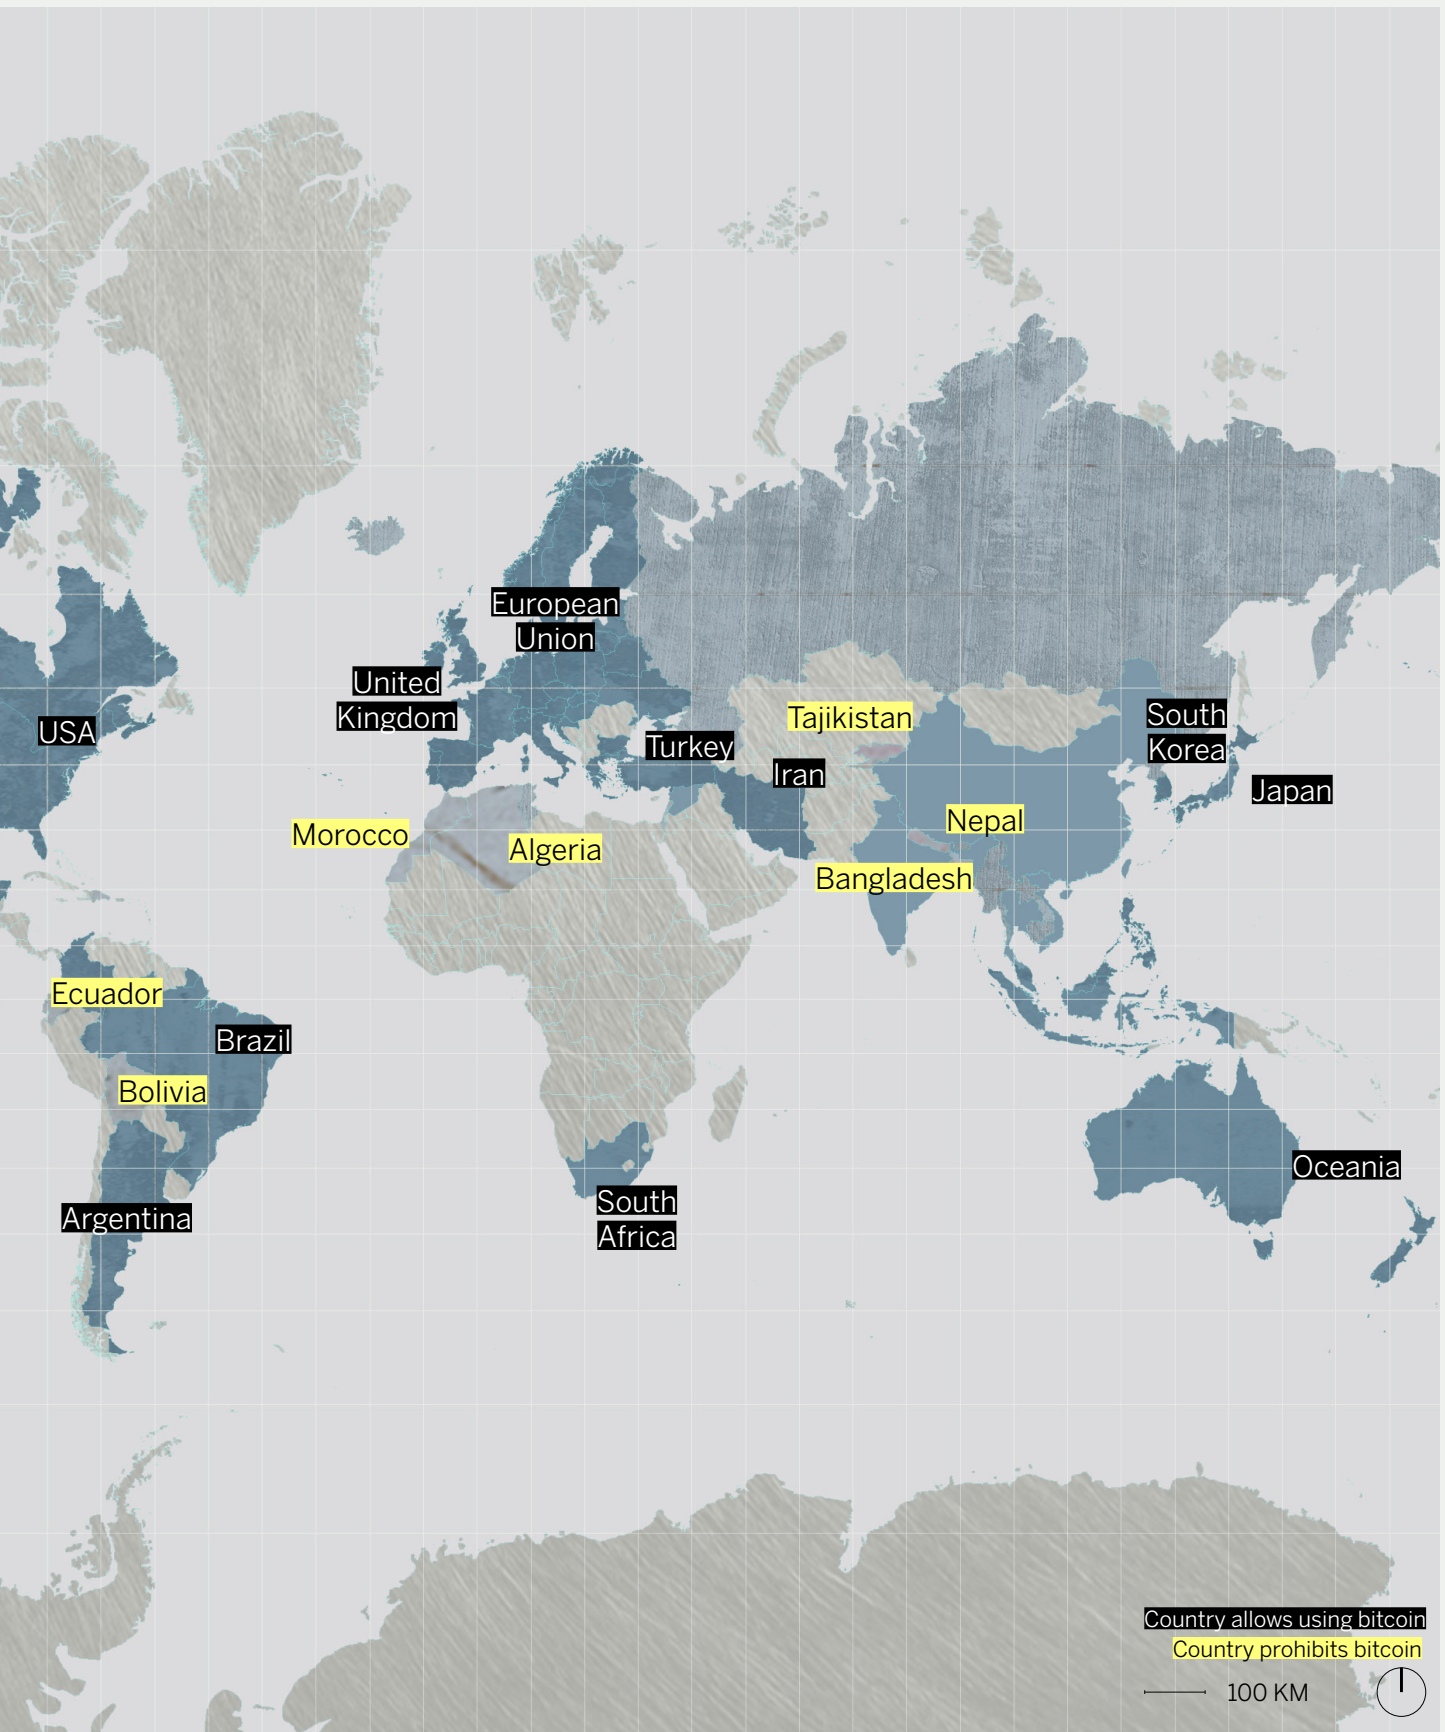 European
Union
United
Kingdom
USA
Tajikistan
South
Korea
Turkey
Iran
Japan
Morocco
Algeria
Nepal
Bangladesh
Ecuador
Brazil
Bolivia
Oceania
Argentina
South
Africa
Country allows using bitcoin
Country prohibits bitcoin
100 KM